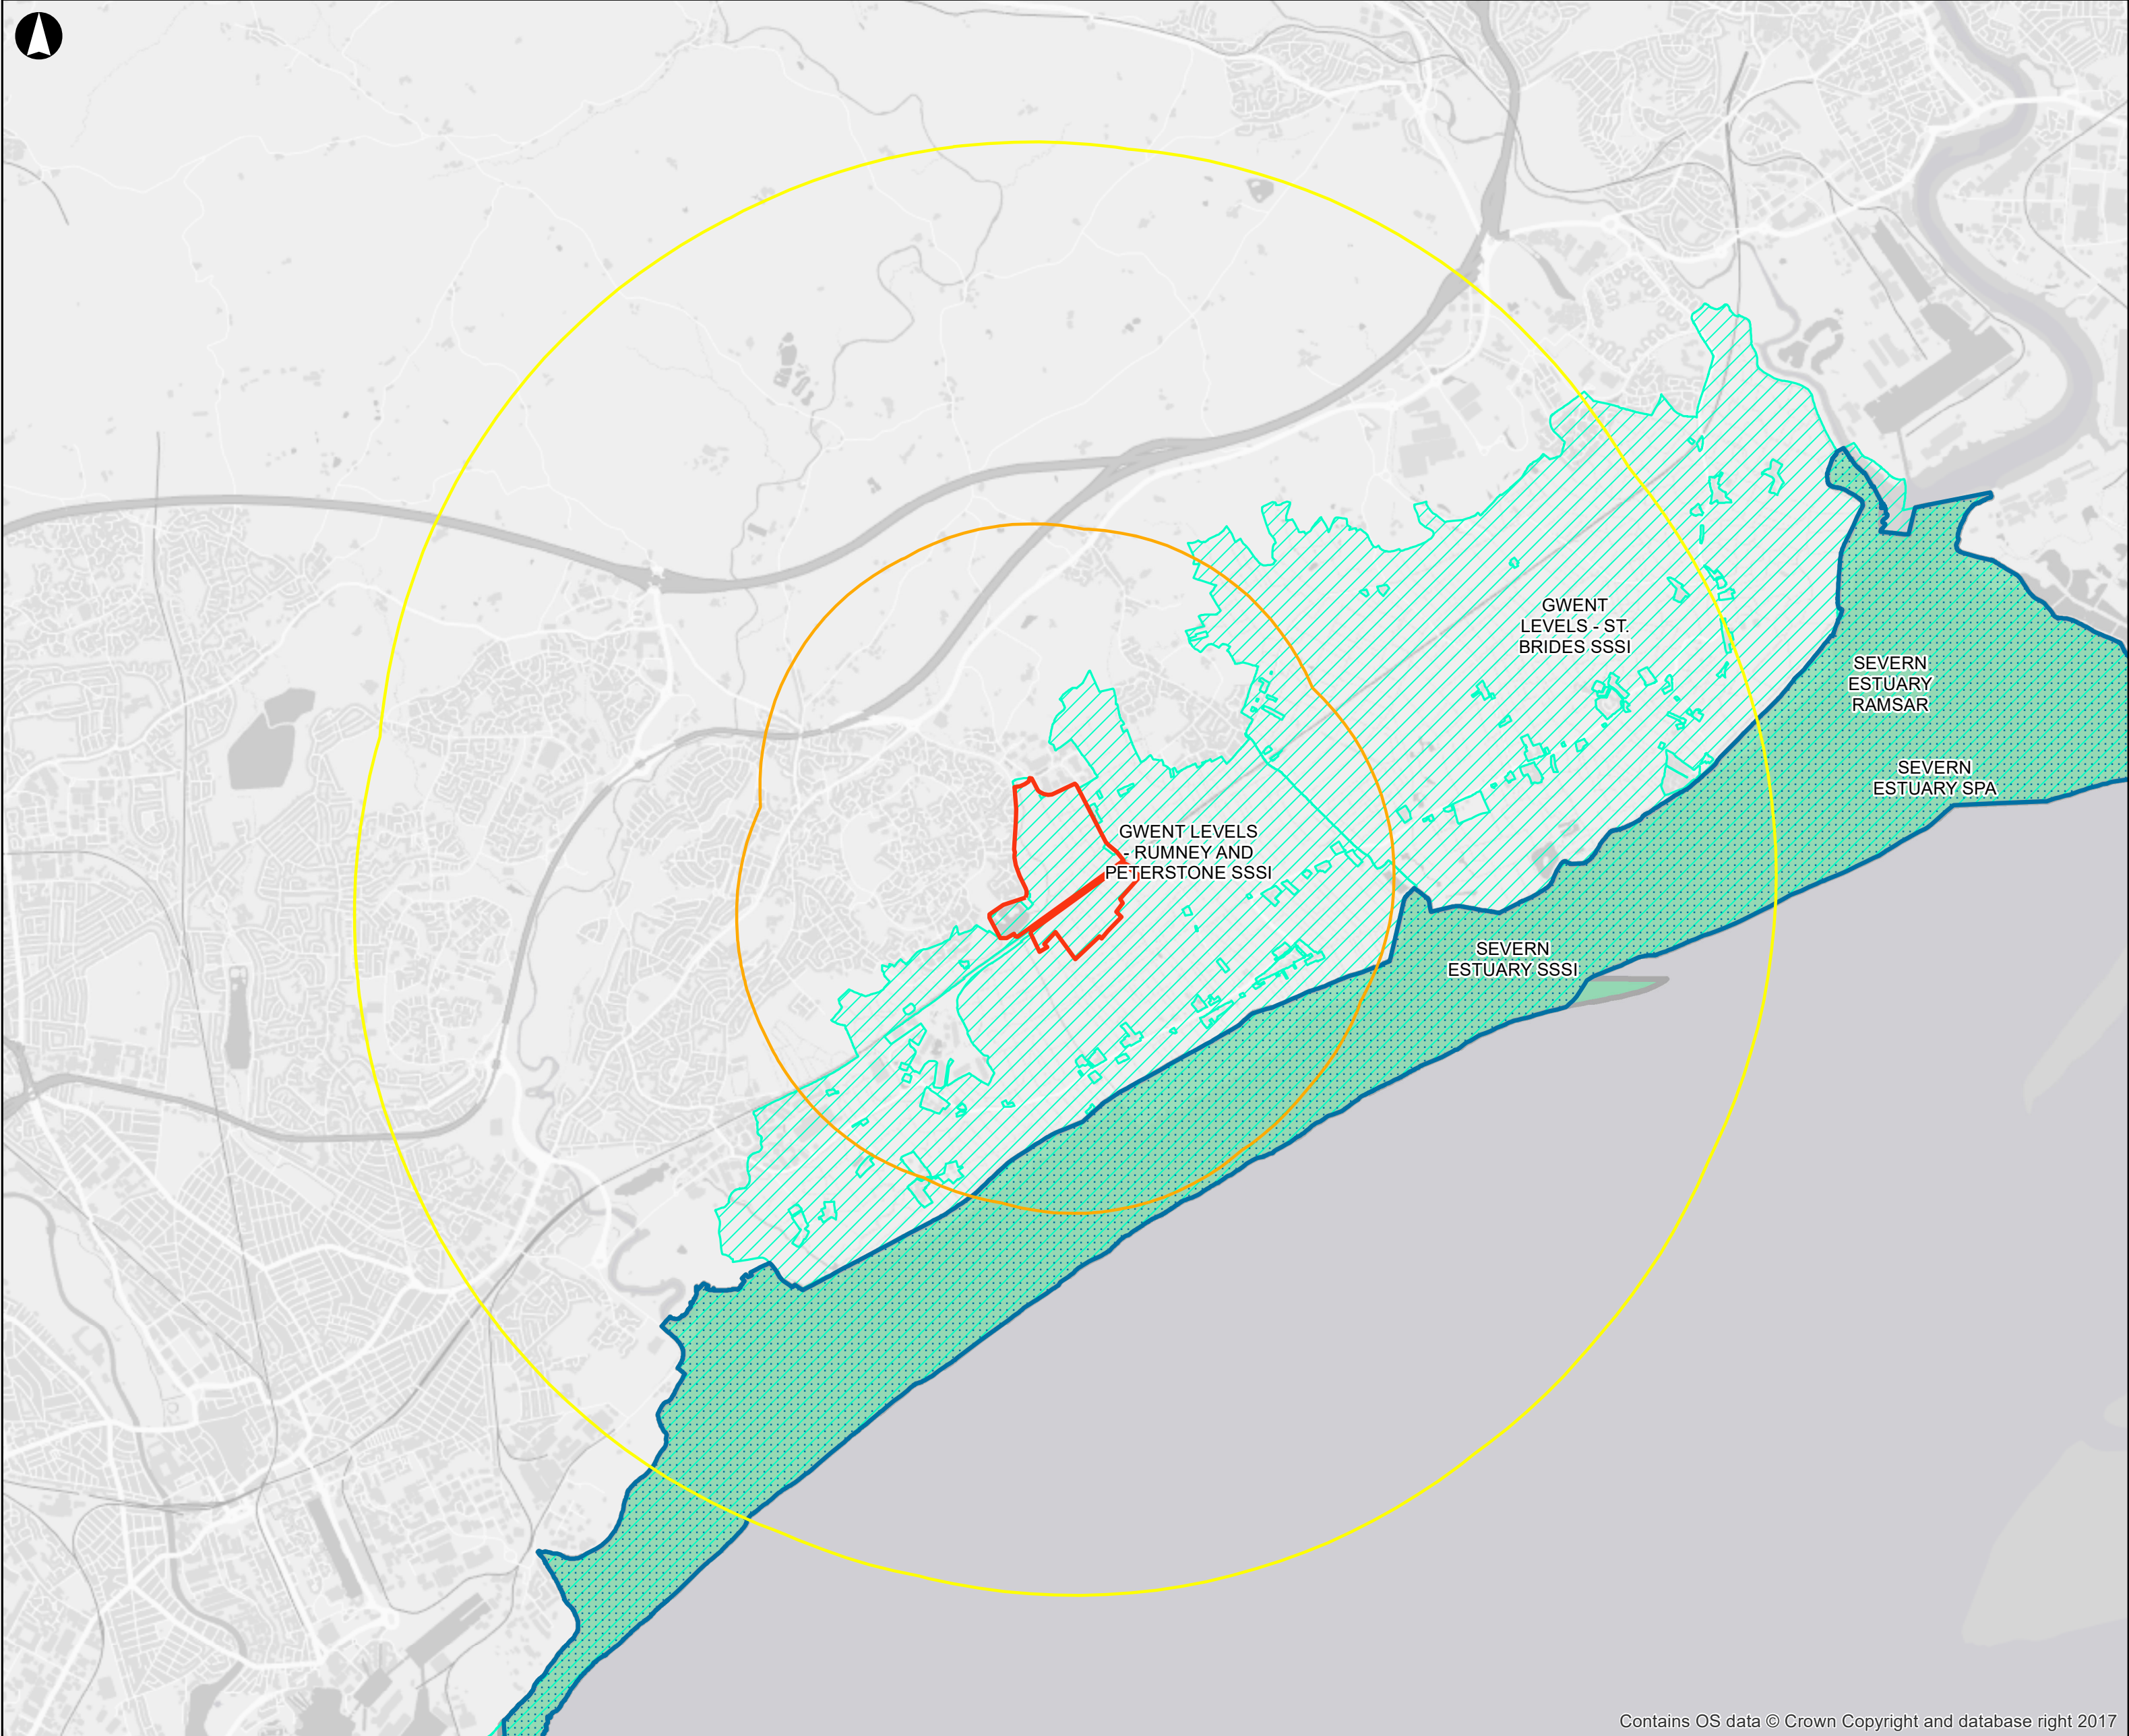 GWENT
LEVELS - ST.
BRIDES SSSI
SEVERN
ESTUARY
RAMSAR
SEVERN
ESTUARY SPA
GWENT LEVELS
- RUMNEY AND
PETERSTONE SSSI
SEVERN
ESTUARY SSSI
Contains OS data © Crown Copyright and database right 2017